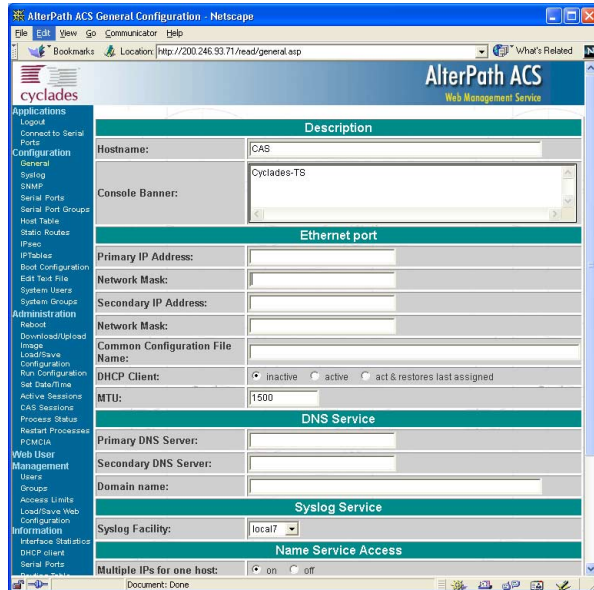 AlterPath ACS General Configuration - Netscape
File Edit View Go Communicator Help
Bookmarks Location: http://200.246.93.71/read/general.asp What's Related N
cyclades
AlterPath ACS
Web Management Service
Applications
Logout
Connect to Serial
Ports
Configuration
General
Syslog
SNMP
Serial Ports
Serial Port Groups
Host Table
Static Routes
IPsec
IPTables
Boot Configuration
Edit Text File
System Users
System Groups
Administration
Reboot
Download/Upload
Image
Load/Save
Configuration
Run Configuration
Set Date/Time
Active Sessions
CAS Sessions
Process Status
Restart Processes
PCMCIA
Web User
Management
Users
Groups
Access Limits
Load/Save Web
Configuration
Information
Interface Statistics
DHCP client
Serial Ports
Routing Table
Description
Hostname: CAS
Console Banner: Cyclades-TS
Ethernet port
Primary IP Address:
Network Mask:
Secondary IP Address:
Network Mask:
Common Configuration File
Name:
DHCP Client: inactive active act & restores last assigned
MTU: 1500
DNS Service
Primary DNS Server:
Secondary DNS Server:
Domain name:
Syslog Service
Syslog Facility: local7
Name Service Access
Multiple IPs for one host: on off
Document: Done